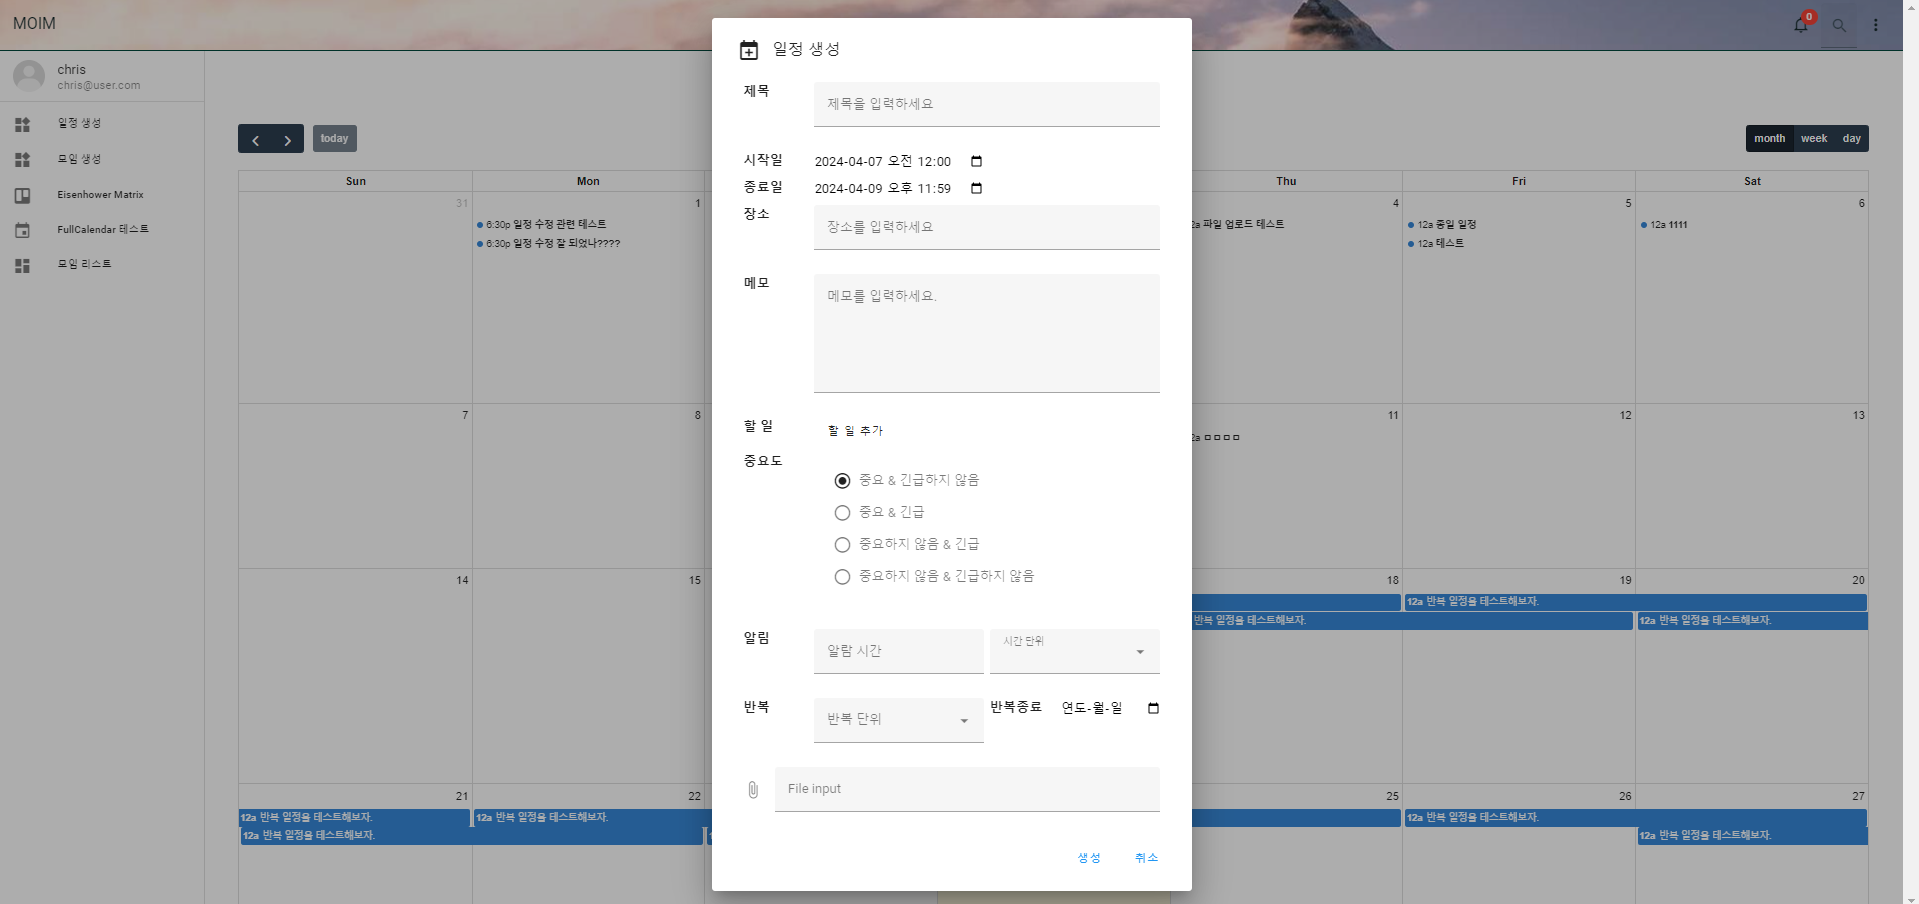 MOIM
0
chris
chris@user.com
일정 생성
모임 생성
Eisenhower Matrix
FullCalendar 테스트
모임 리스트
today
month week day
Sun Mon Thu Fri Sat
31 1 4 5 6
6:30p 일정 수정 관련 테스트
6:30p 일정 수정 잘 되었나????
2a 파일 업로드 테스트
12a 종일 일정
12a 테스트
12a 1111
7 8 11 12 13
2a ㅁㅁㅁㅁ
14 15 18 19 20
12a 반복 일정을 테스트해보자.
반복 일정을 테스트해보자.
12a 반복 일정을 테스트해보자.
21 22 25 26 27
12a 반복 일정을 테스트해보자.
12a 반복 일정을 테스트해보자.
12a 반복 일정을 테스트해보자.
12a 반복 일정을 테스트해보자.
12a 반복 일정을 테스트해보자.
일정 생성
제목
제목을 입력하세요
시작일 2024-04-07 오전 12:00
종료일 2024-04-09 오후 11:59
장소
장소를 입력하세요
메모
메모를 입력하세요.
할 일
할 일 추가
중요도
중요 & 긴급하지 않음
중요 & 긴급
중요하지 않음 & 긴급
중요하지 않음 & 긴급하지 않음
알림
알람 시간
시간 단위
반복
반복 단위
반복종료 연도-월-일
File input
생성 취소